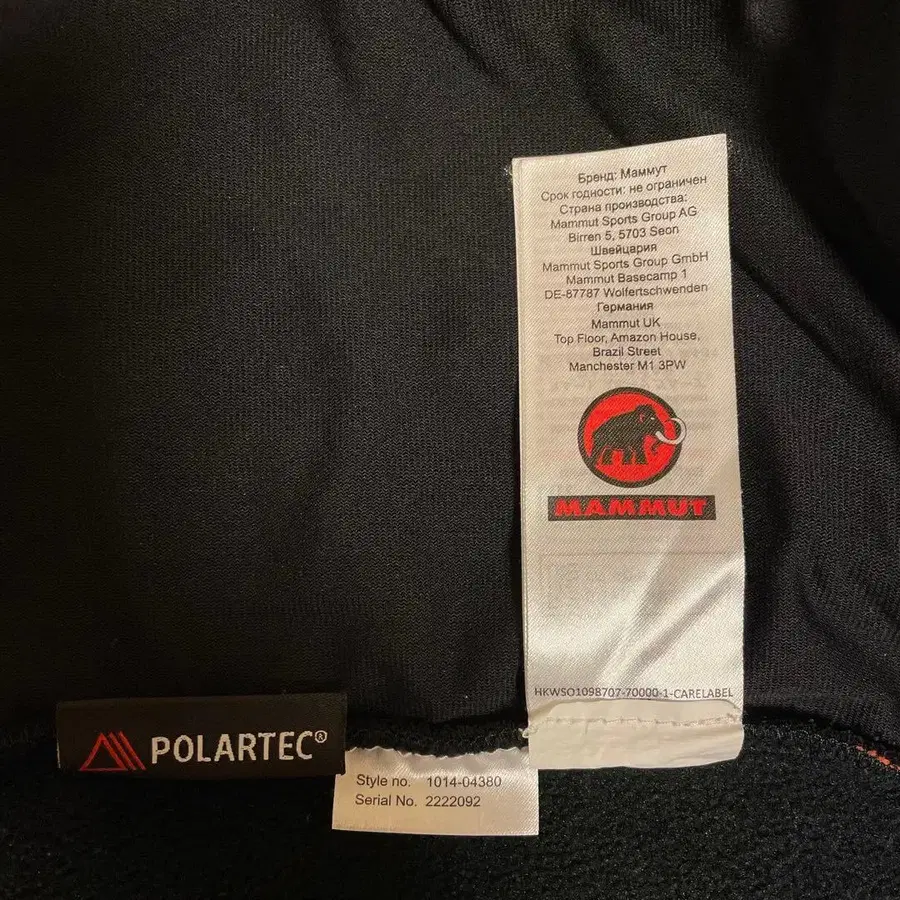 Бренд: Маммут
Срок годности: не ограничен
Страна производства:
Mammut Sports Group AG
Birren 5, 5703 Seon
Швейцария
Mammut Sports Group GmbH
Mammut Basecamp 1
DE-87787 Wolfertschwenden
Германия
Mammut UK
Top Floor, Amazon House,
Brazil Street
Manchester M1 3PW
MAMMUT
HKWSO1098707-70000-1-CARELABEL
POLARTEC®
Style no. 1014-04380
Serial No. 2222092